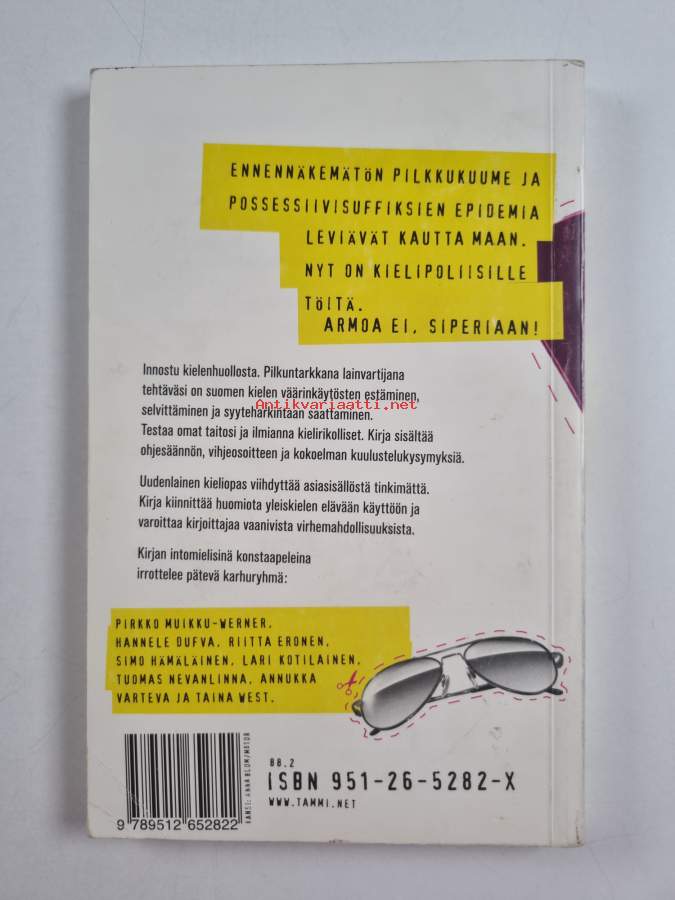 ENNENNÄKEMÄTÖN PILKKUKUUME JA
POSSESSIIVISUFFIKSIEN EPIDEMIA
LEVIÄVÄT KAUTTA MAAN.
NYT ON KIELIPOLIISILLE
TÖITÄ.
ARMOA EI, SIPERIAAN!
Innostu kielenhuollosta. Pilkuntarkkana lainvartijana
tehtäväsi on suomen kielen väärinkäytösten estäminen,
selvittäminen ja syyteharkintaan saattaminen.
Antikvariaatti.net
Testaa omat taitosi ja ilmianna kielirikolliset. Kirja sisältää
ohjesäännön, vihjeosoitteen ja kokoelman kuulustelukysymyksiä.
Uudenlainen kieliopas viihdyttää asiasisällöstä tinkimättä.
Kirja kiinnittää huomiota yleiskielen elävään käyttöön ja
varoittaa kirjoittajaa vaanivista virhemahdollisuuksista.
Kirjan intomielisinä konstaapeleina
irrottelee pätevä karhuryhmä:
PIRKKO MUIKKU-WERNER,
HANNELE DUFVA, RIITTA ERONEN,
SIMO HÄMÄLÄINEN, LARI KOTILAINEN,
TUOMAS NEVANLINNA, ANNUKKA
VARTEVA JA TAINA WEST.
KANSI: ANNA BLOM/MOTOR
88.2
ISBN 951-26-5282-X
WWW.TAMMI.NET
9 789512 652822